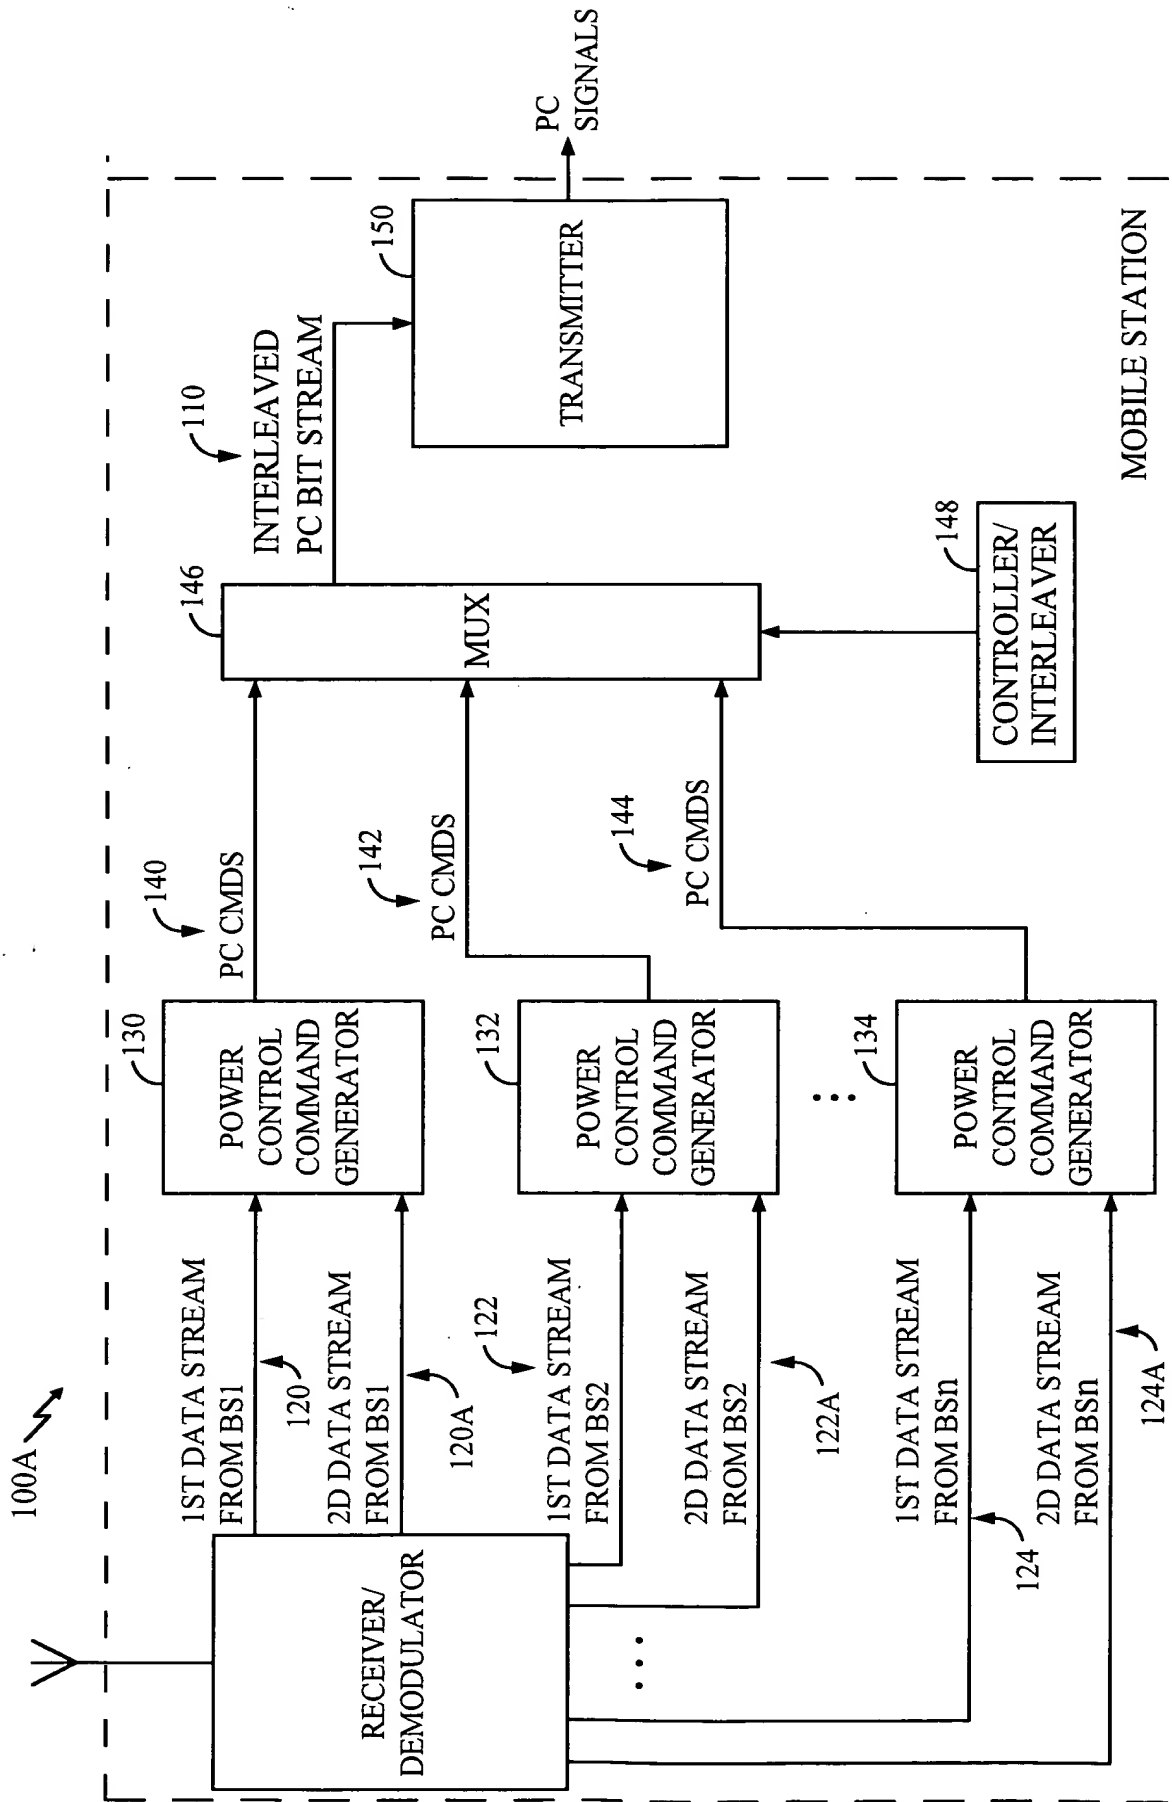 100A
RECEIVER/
DEMODULATOR
1ST DATA STREAM
FROM BS1
120
2D DATA STREAM
FROM BS1
120A
122
1ST DATA STREAM
FROM BS2
2D DATA STREAM
FROM BS2
122A
1ST DATA STREAM
FROM BSn
124
2D DATA STREAM
FROM BSn
124A
130
POWER
CONTROL
COMMAND
GENERATOR
132
POWER
CONTROL
COMMAND
GENERATOR
134
POWER
CONTROL
COMMAND
GENERATOR
140
PC CMDS
142
PC CMDS
144
PC CMDS
146
MUX
148
CONTROLLER/
INTERLEAVER
110
INTERLEAVED
PC BIT STREAM
150
TRANSMITTER
PC
SIGNALS
MOBILE STATION